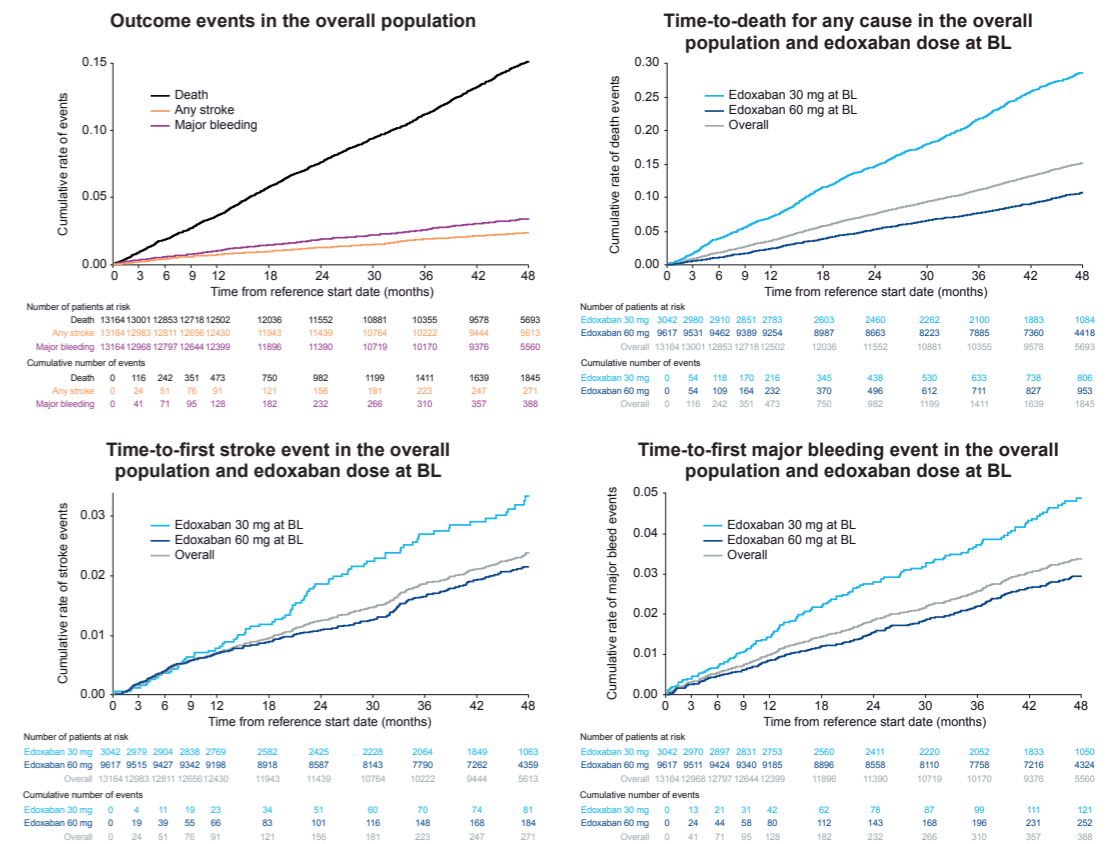 Outcome events in the overall population
Cumulative rate of events
0.15
0.10
0.05
0.00
Death
Any stroke
Major bleeding
0 3 6 9 12 18 24 30 36 42 48
Time from reference start date (months)
Number of patients at risk
Death 13164 13001 12853 12718 12502 12036 11552 10881 10355 9578 5693
Any stroke 13164 12983 12811 12656 12430 11943 11439 10764 10222 9444 5613
Major bleeding 13164 12968 12797 12644 12399 11896 11390 10719 10170 9376 5560
Cumulative number of events
Death 0 116 242 351 473 750 982 1199 1411 1639 1845
Any stroke 0 24 51 76 91 121 156 181 223 247 271
Major bleeding 0 41 71 95 128 182 232 266 310 357 388
Time-to-death for any cause in the overall
population and edoxaban dose at BL
Cumulative rate of death events
0.30
0.20
0.15
0.10
0.05
0.00
Edoxaban 30 mg at BL
Edoxaban 60 mg at BL
Overall
0 3 6 9 12 18 24 30 36 42 48
Time from reference start date (months)
Number of patients at risk
Edoxaban 30 mg 3042 2980 2910 2851 2783 2603 2460 2262 2100 1883 1084
Edoxaban 60 mg 9617 9531 9462 9389 9254 8987 8663 8223 7885 7360 4418
Overall 13164 13001 12853 12718 12502 12036 11552 10881 10355 9578 5693
Cumulative number of events
Edoxaban 30 mg 0 54 118 170 216 345 438 530 633 738 806
Edoxaban 60 mg 0 54 109 164 232 370 496 612 711 827 953
Overall 0 116 242 351 473 750 982 1199 1411 1639 1845
Time-to-first stroke event in the overall
population and edoxaban dose at BL
Cumulative rate of stroke events
0.03
0.02
0.01
0.00
Edoxaban 30 mg at BL
Edoxaban 60 mg at BL
Overall
0 3 6 9 12 18 24 30 36 42 48
Time from reference start date (months)
Number of patients at risk
Edoxaban 30 mg 3042 2979 2904 2838 2769 2582 2425 2228 2064 1849 1063
Edoxaban 60 mg 9617 9515 9427 9342 9198 8918 8587 8143 7790 7262 4359
Overall 13164 12983 12811 12656 12430 11943 11439 10764 10222 9444 5613
Cumulative number of events
Edoxaban 30 mg 0 4 11 19 23 34 51 60 70 74 81
Edoxaban 60 mg 0 19 39 55 66 83 101 116 148 168 184
Overall 0 24 51 76 91 121 156 181 223 247 271
Time-to-first major bleeding event in the overall
population and edoxaban dose at BL
Cumulative rate of major bleed events
0.05
0.04
0.03
0.02
0.01
0.00
Edoxaban 30 mg at BL
Edoxaban 60 mg at BL
Overall
0 3 6 9 12 18 24 30 36 42 48
Time from reference start date (months)
Number of patients at risk
Edoxaban 30 mg 3042 2970 2897 2831 2753 2560 2411 2220 2052 1833 1050
Edoxaban 60 mg 9617 9511 9424 9340 9185 8896 8558 8110 7758 7216 4324
Overall 13164 12968 12797 12644 12399 11896 11390 10719 10170 9376 5560
Cumulative number of events
Edoxaban 30 mg 0 13 21 31 42 62 78 87 99 111 121
Edoxaban 60 mg 0 24 44 58 80 112 143 168 196 231 252
Overall 0 41 71 95 128 182 232 266 310 357 388